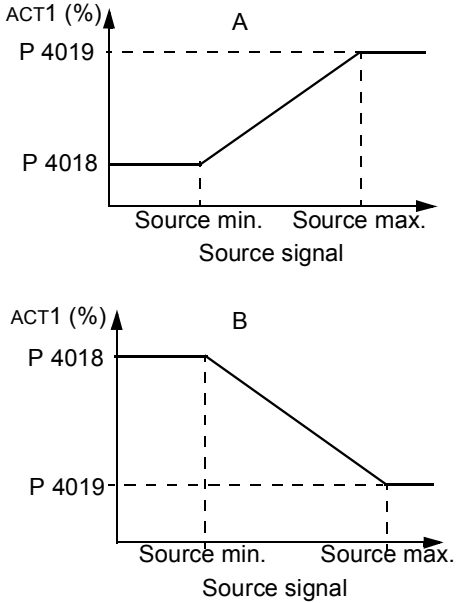 ACT1 (%)
A
P 4019
P 4018
Source min.
Source max.
Source signal
ACT1 (%)
B
P 4018
P 4019
Source min.
Source max.
Source signal